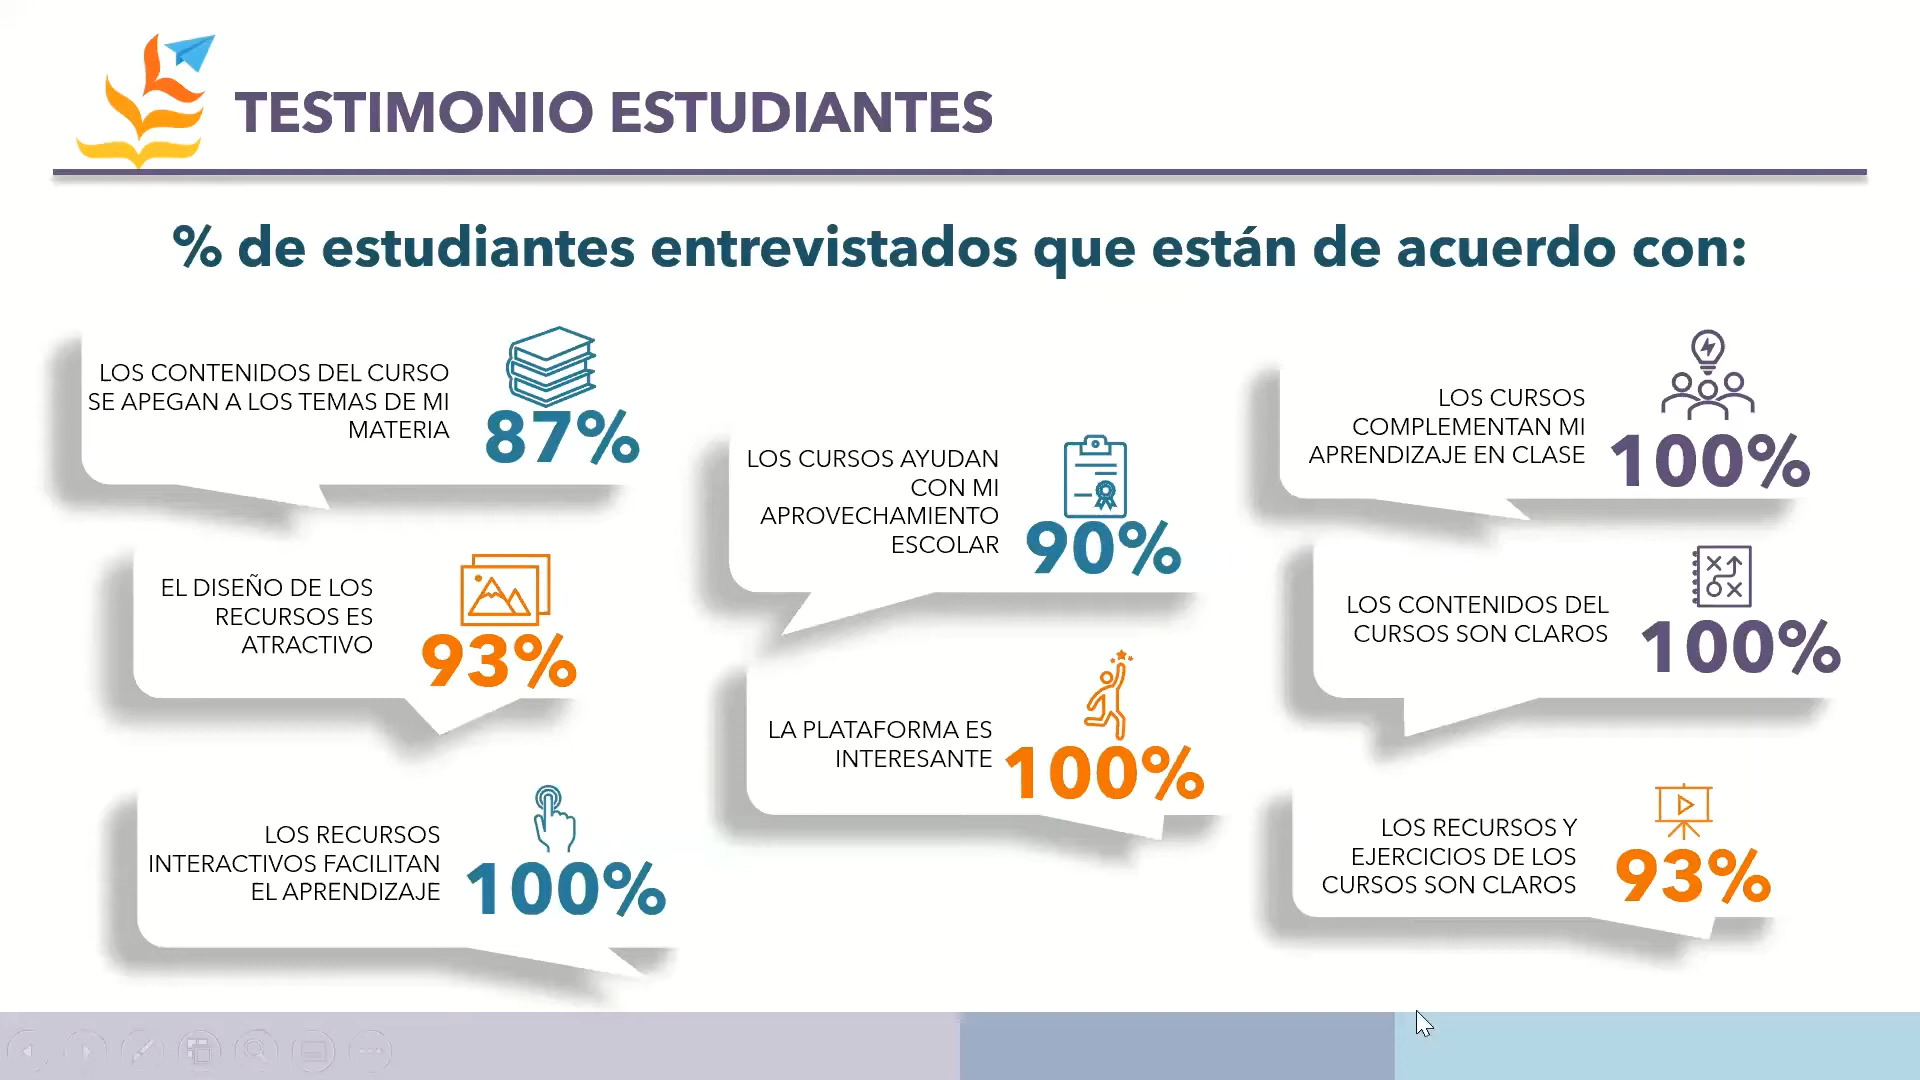 TESTIMONIO ESTUDIANTES
% de estudiantes entrevistados que están de acuerdo con:
LOS CONTENIDOS DEL CURSO
SE APEGAN A LOS TEMAS DE MI
MATERIA
87%
EL DISEÑO DE LOS
RECURSOS ES
ATRACTIVO
93%
LOS RECURSOS
INTERACTIVOS FACILITAN
EL APRENDIZAJE
100%
LOS CURSOS AYUDAN
CON MI
APROVECHAMIENTO
ESCOLAR
90%
LA PLATAFORMA ES
INTERESANTE
100%
LOS CURSOS
COMPLEMENTAN MI
APRENDIZAJE EN CLASE
100%
LOS CONTENIDOS DEL
CURSOS SON CLAROS
100%
LOS RECURSOS Y
EJERCICIOS DE LOS
CURSOS SON CLAROS
93%